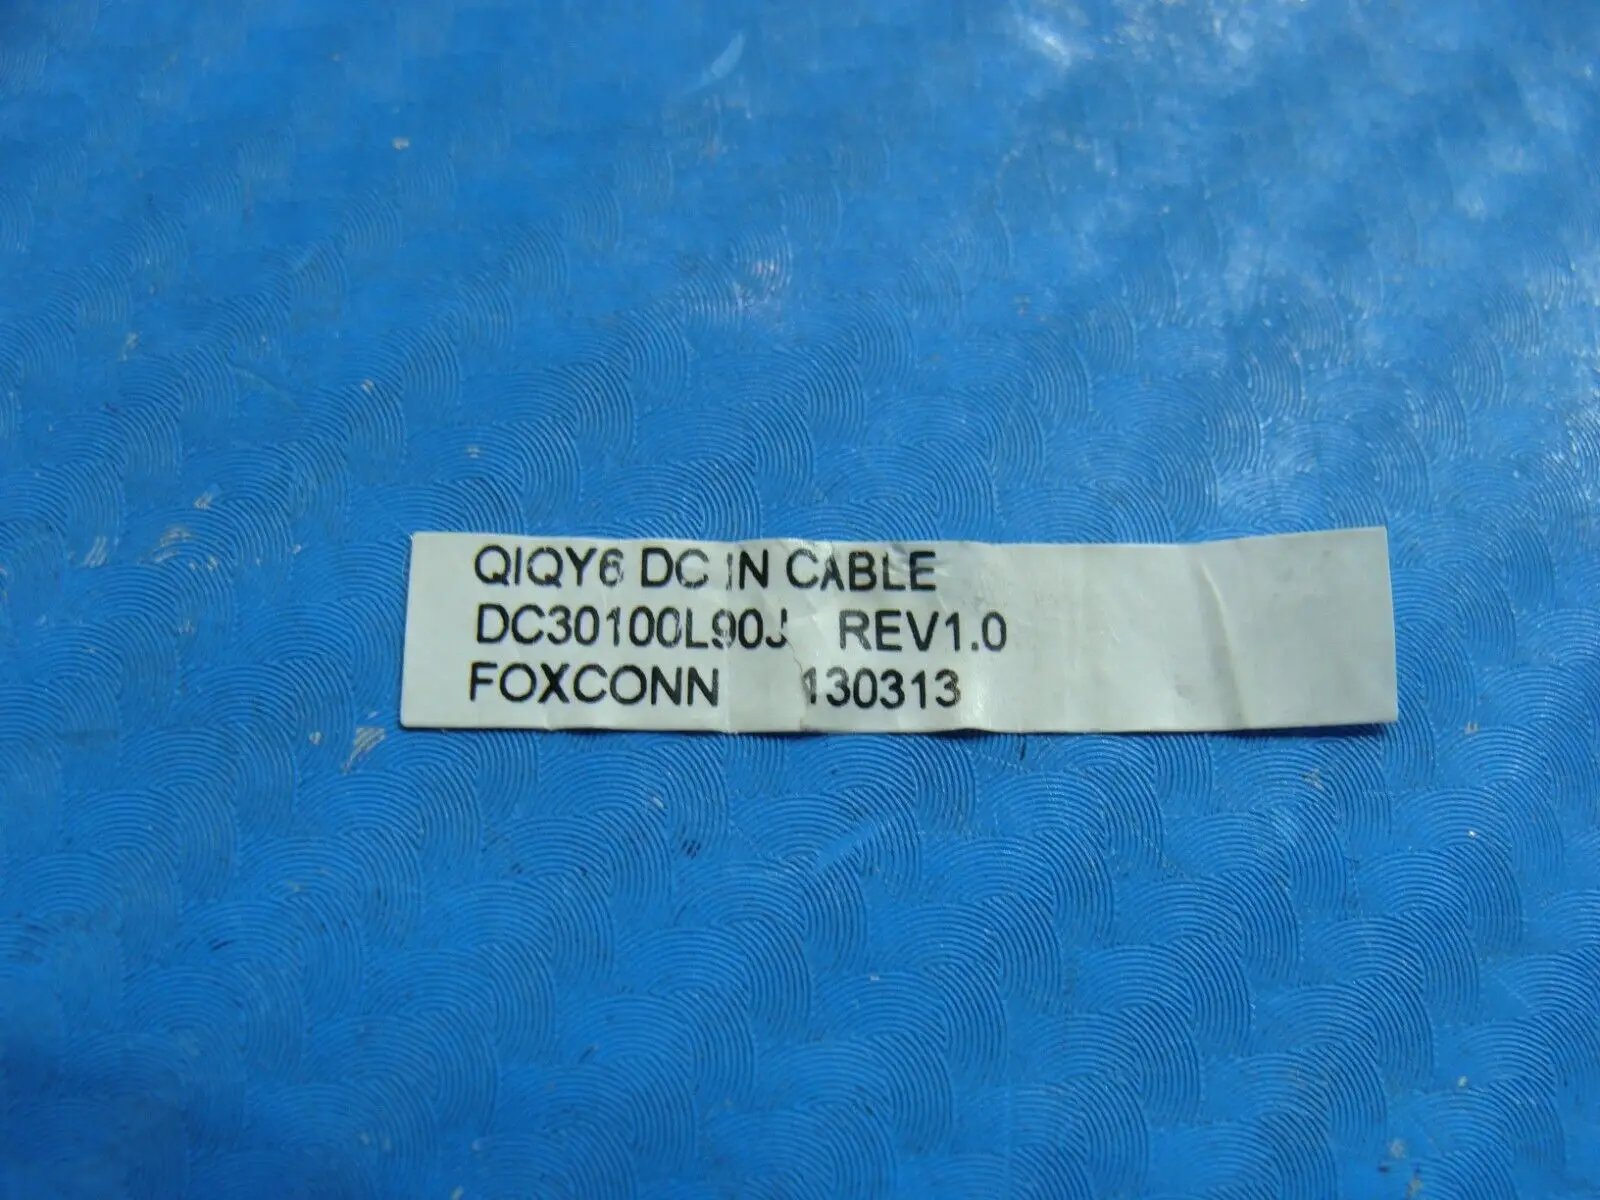 QIQY6 DC IN CABLE
DC30100L90J REV1.0
FOXCONN 130313